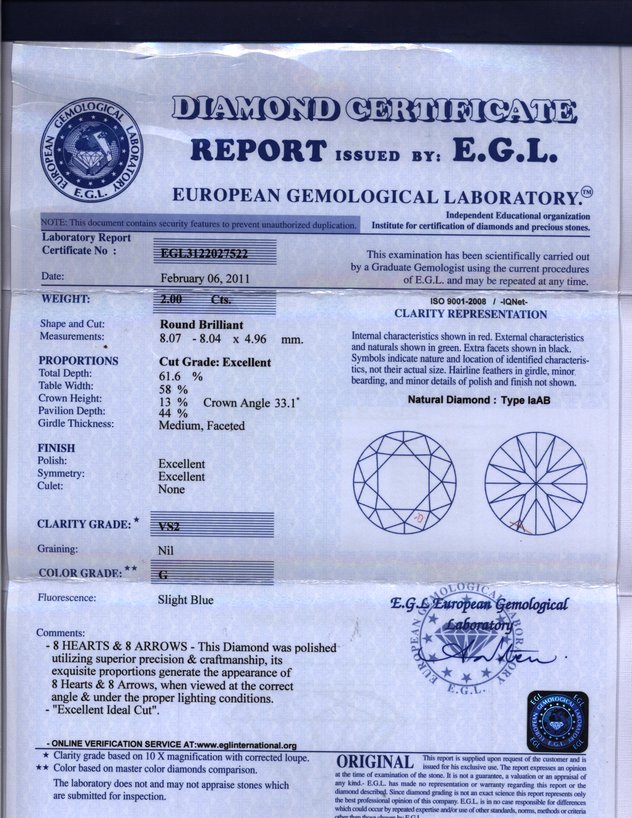 DIAMOND CERTIFICATE
REPORT ISSUED BY: E.G.L.
EUROPEAN GEMOLOGICAL LABORATORY.™
EUROPEAN GEMOLOGICAL LABORATORY
E.G.L.
Independent Educational organization
NOTE: This document contains security features to prevent unauthorized duplication.
Institute for certification of diamonds and precious stones.
Laboratory Report
Certificate No : EGL3122027522
Date: February 06, 2011
This examination has been scientifically carried out
by a Graduate Gemologist using the current procedures
of E.G.L. and may be repeated at any time.
WEIGHT: 2.00 Cts.
Shape and Cut: Round Brilliant
Measurements: 8.07 - 8.04 x 4.96 mm.
PROPORTIONS Cut Grade: Excellent
Total Depth: 61.6 %
Table Width: 58 %
Crown Height: 13 % Crown Angle 33.1°
Pavilion Depth: 44 %
Girdle Thickness: Medium, Faceted
FINISH
Polish: Excellent
Symmetry: Excellent
Culet: None
CLARITY GRADE: * VS2
Graining: Nil
COLOR GRADE: ** G
Fluorescence: Slight Blue
ISO 9001-2008 / -IQNet-
CLARITY REPRESENTATION
Internal characteristics shown in red. External characteristics
and naturals shown in green. Extra facets shown in black.
Symbols indicate nature and location of identified characteris-
tics, not their actual size. Hairline feathers in girdle, minor
bearding, and minor details of polish and finish not shown.
Natural Diamond : Type IaAB
E.G.L European Gemological
Laboratory
EUROPEAN GEMOLOGICAL LABORATORY
E.G.L.
Comments:
- 8 HEARTS & 8 ARROWS - This Diamond was polished
utilizing superior precision & craftmanship, its
exquisite proportions generate the appearance of
8 Hearts & 8 Arrows, when viewed at the correct
angle & under the proper lighting conditions.
- "Excellent Ideal Cut".
EGL EGL
EGL EGL
- ONLINE VERIFICATION SERVICE AT:www.eglinternational.org
* Clarity grade based on 10 X magnification with corrected loupe.
** Color based on master color diamonds comparison.
The laboratory does not and may not appraise stones which
are submitted for inspection.
ORIGINAL This report is supplied upon request of the customer and is
issued for his exclusive use. The report expresses an opinion
at the time of examination of the stone. It is not a guarantee, a valuation or an appraisal of
any kind.- E.G.L. has made no representation or warranty regarding this report or the
diamond described. Since diamond grading is not an exact science this report represents only
the best professional opinion of this company. E.G.L. is in no case responsible for differences
which could occur by repeated expertise and/or use of other standards, norms, methods or criteria